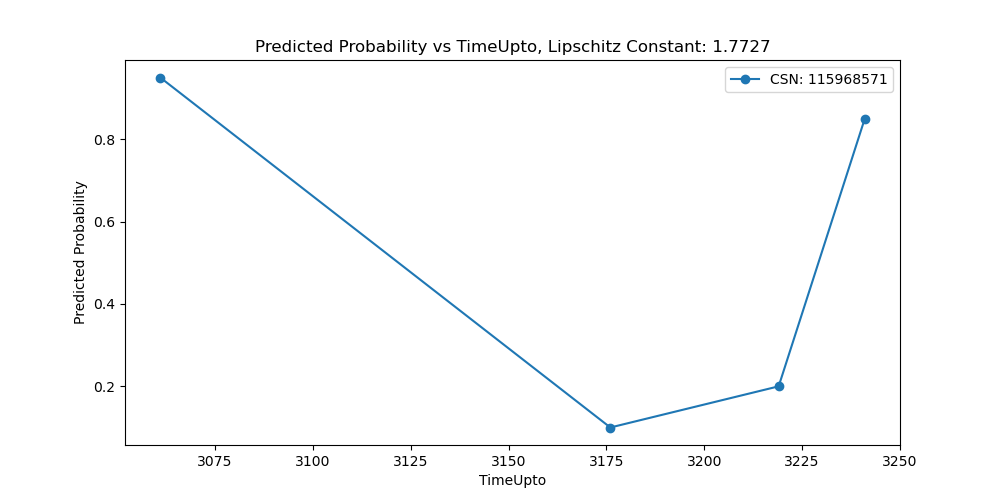 Predicted Probability vs TimeUpto, Lipschitz Constant: 1.7727
CSN: 115968571
Predicted Probability
0.8
0.6
0.4
0.2
3075 3100 3125 3150 3175 3200 3225 3250
TimeUpto